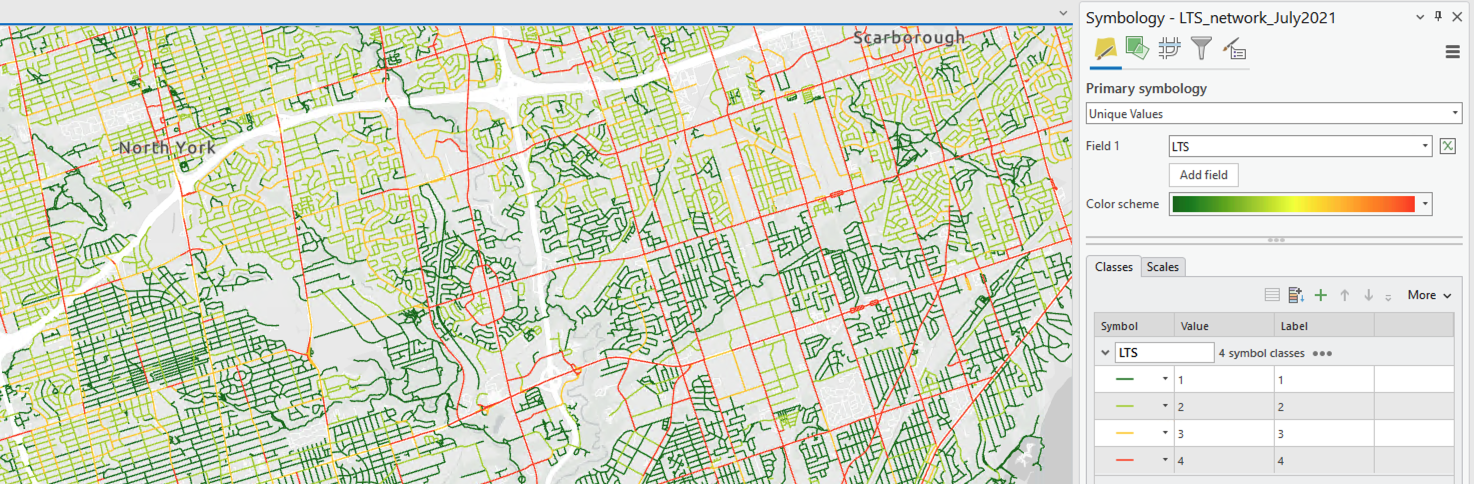 Scarborough
North York
Symbology - LTS_network_July2021
Primary symbology
Unique Values
Field 1 LTS
Add field
Color scheme
Classes Scales
More
Symbol Value Label
LTS 4 symbol classes
1 1
2 2
3 3
4 4